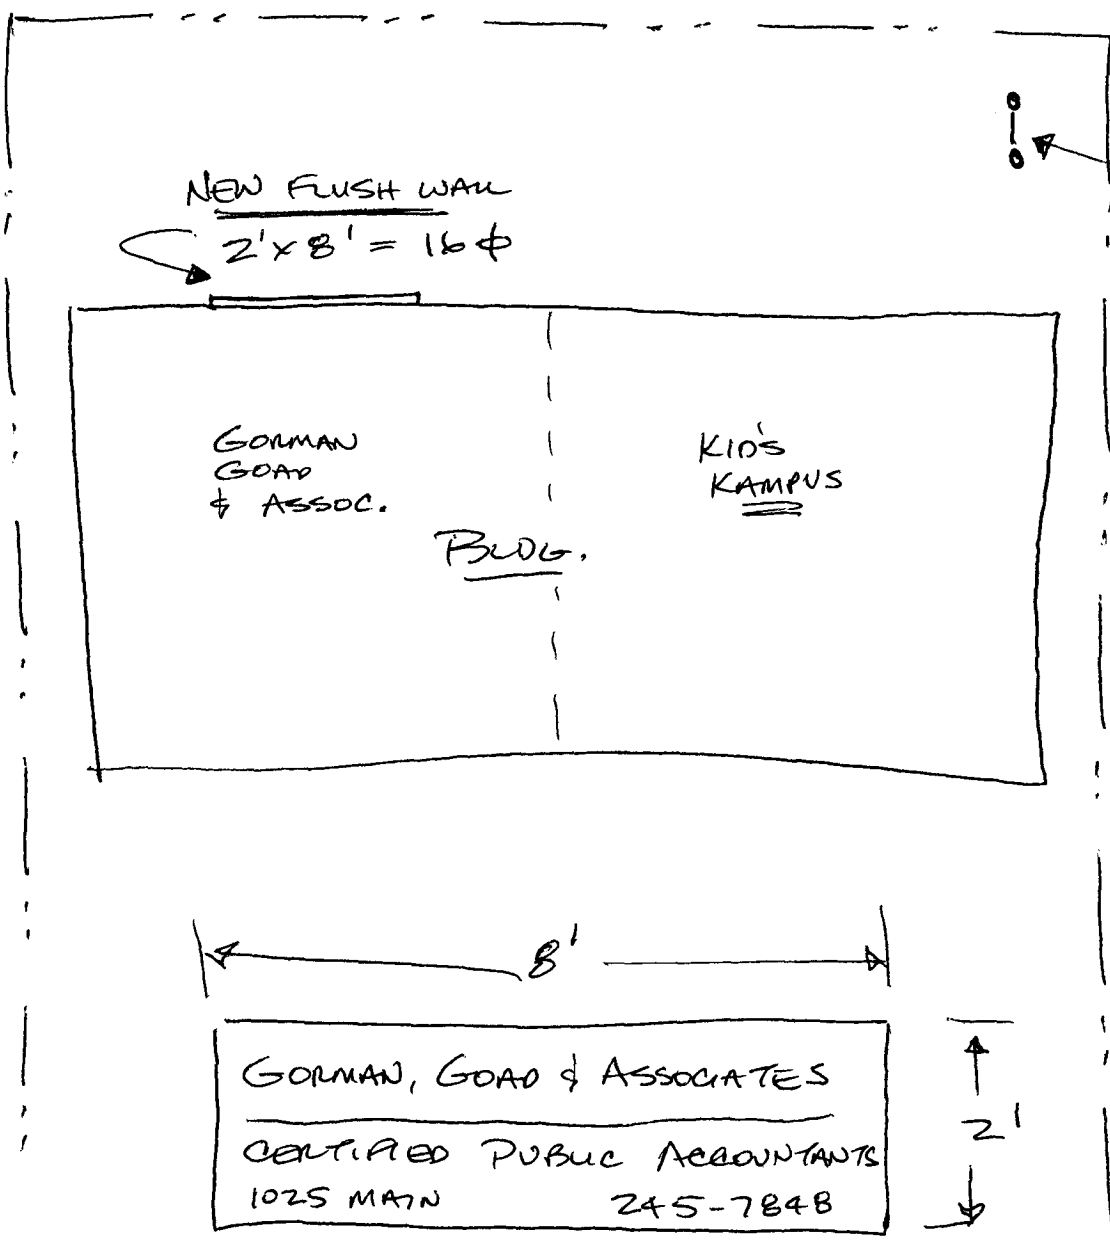 NEW FLUSH WALL
2'x8' = 16 ⌀
GORMAN
GOAD
& ASSOC.
KID'S
KAMPUS
BLDG.
8'
GORMAN, GOAD & ASSOCIATES
CERTIFIED PUBLIC ACCOUNTANTS
1025 MAIN 245-7848
2'